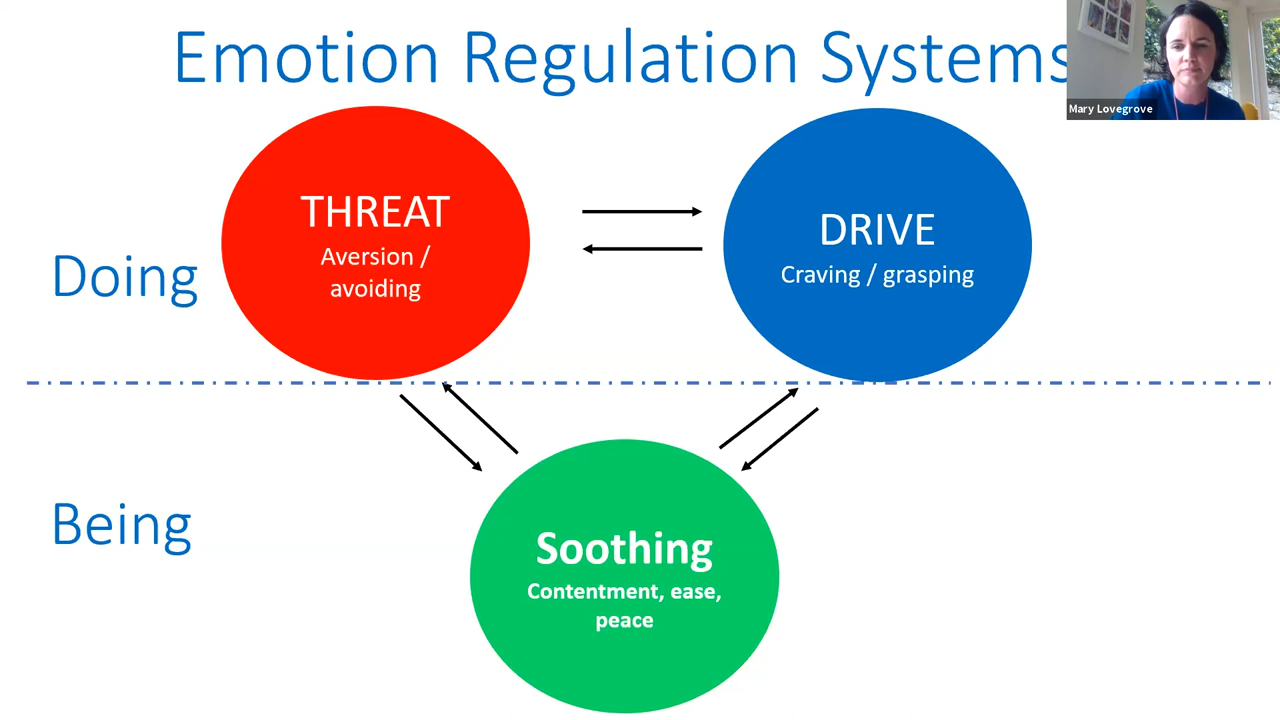 Emotion Regulation Systems
Mary Lovegrove
THREAT
Aversion /
avoiding
DRIVE
Craving / grasping
Doing
Being
Soothing
Contentment, ease,
peace